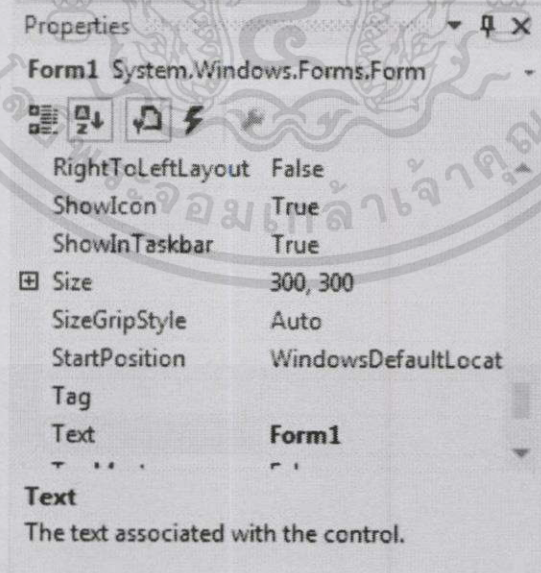 Properties
Form1 System.Windows.Forms.Form
RightToLeftLayout False
ShowIcon True
ShowInTaskbar True
Size 300, 300
SizeGripStyle Auto
StartPosition WindowsDefaultLocat
Tag
Text Form1
Text
The text associated with the control.